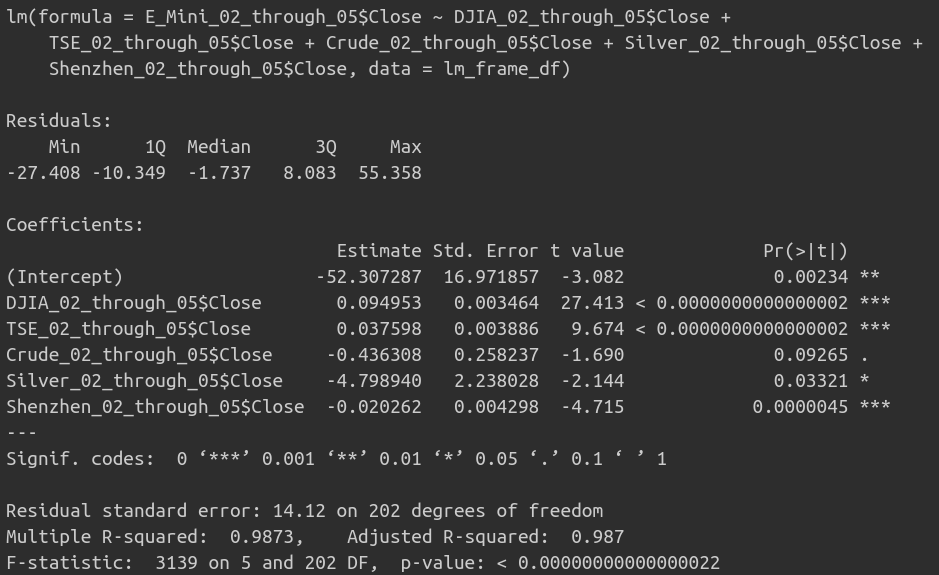 lm(formula = E_Mini_02_through_05$Close ~ DJIA_02_through_05$Close +
    TSE_02_through_05$Close + Crude_02_through_05$Close + Silver_02_through_05$Close +
    Shenzhen_02_through_05$Close, data = lm_frame_df)

Residuals:
    Min      1Q  Median      3Q     Max
-27.408 -10.349  -1.737   8.083  55.358

Coefficients:
                               Estimate Std. Error t value             Pr(>|t|)
(Intercept)                  -52.307287  16.971857  -3.082              0.00234 **
DJIA_02_through_05$Close       0.094953   0.003464  27.413 < 0.0000000000000002 ***
TSE_02_through_05$Close        0.037598   0.003886   9.674 < 0.0000000000000002 ***
Crude_02_through_05$Close     -0.436308   0.258237  -1.690              0.09265 .
Silver_02_through_05$Close    -4.798940   2.238028  -2.144              0.03321 *
Shenzhen_02_through_05$Close  -0.020262   0.004298  -4.715            0.0000045 ***
---
Signif. codes:  0 ‘***’ 0.001 ‘**’ 0.01 ‘*’ 0.05 ‘.’ 0.1 ‘ ’ 1

Residual standard error: 14.12 on 202 degrees of freedom
Multiple R-squared:  0.9873,	Adjusted R-squared:  0.987
F-statistic:  3139 on 5 and 202 DF,  p-value: < 0.00000000000000022